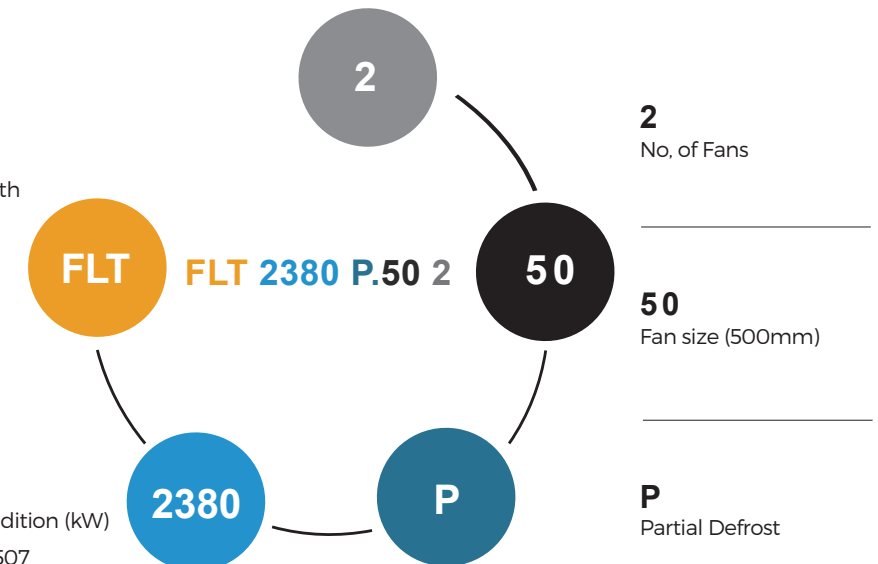 2
2
No, of Fans
th
FLT
FLT 2380 P.50 2
50
50
Fan size (500mm)
2380
P
P
Partial Defrost
dition (kW)
507